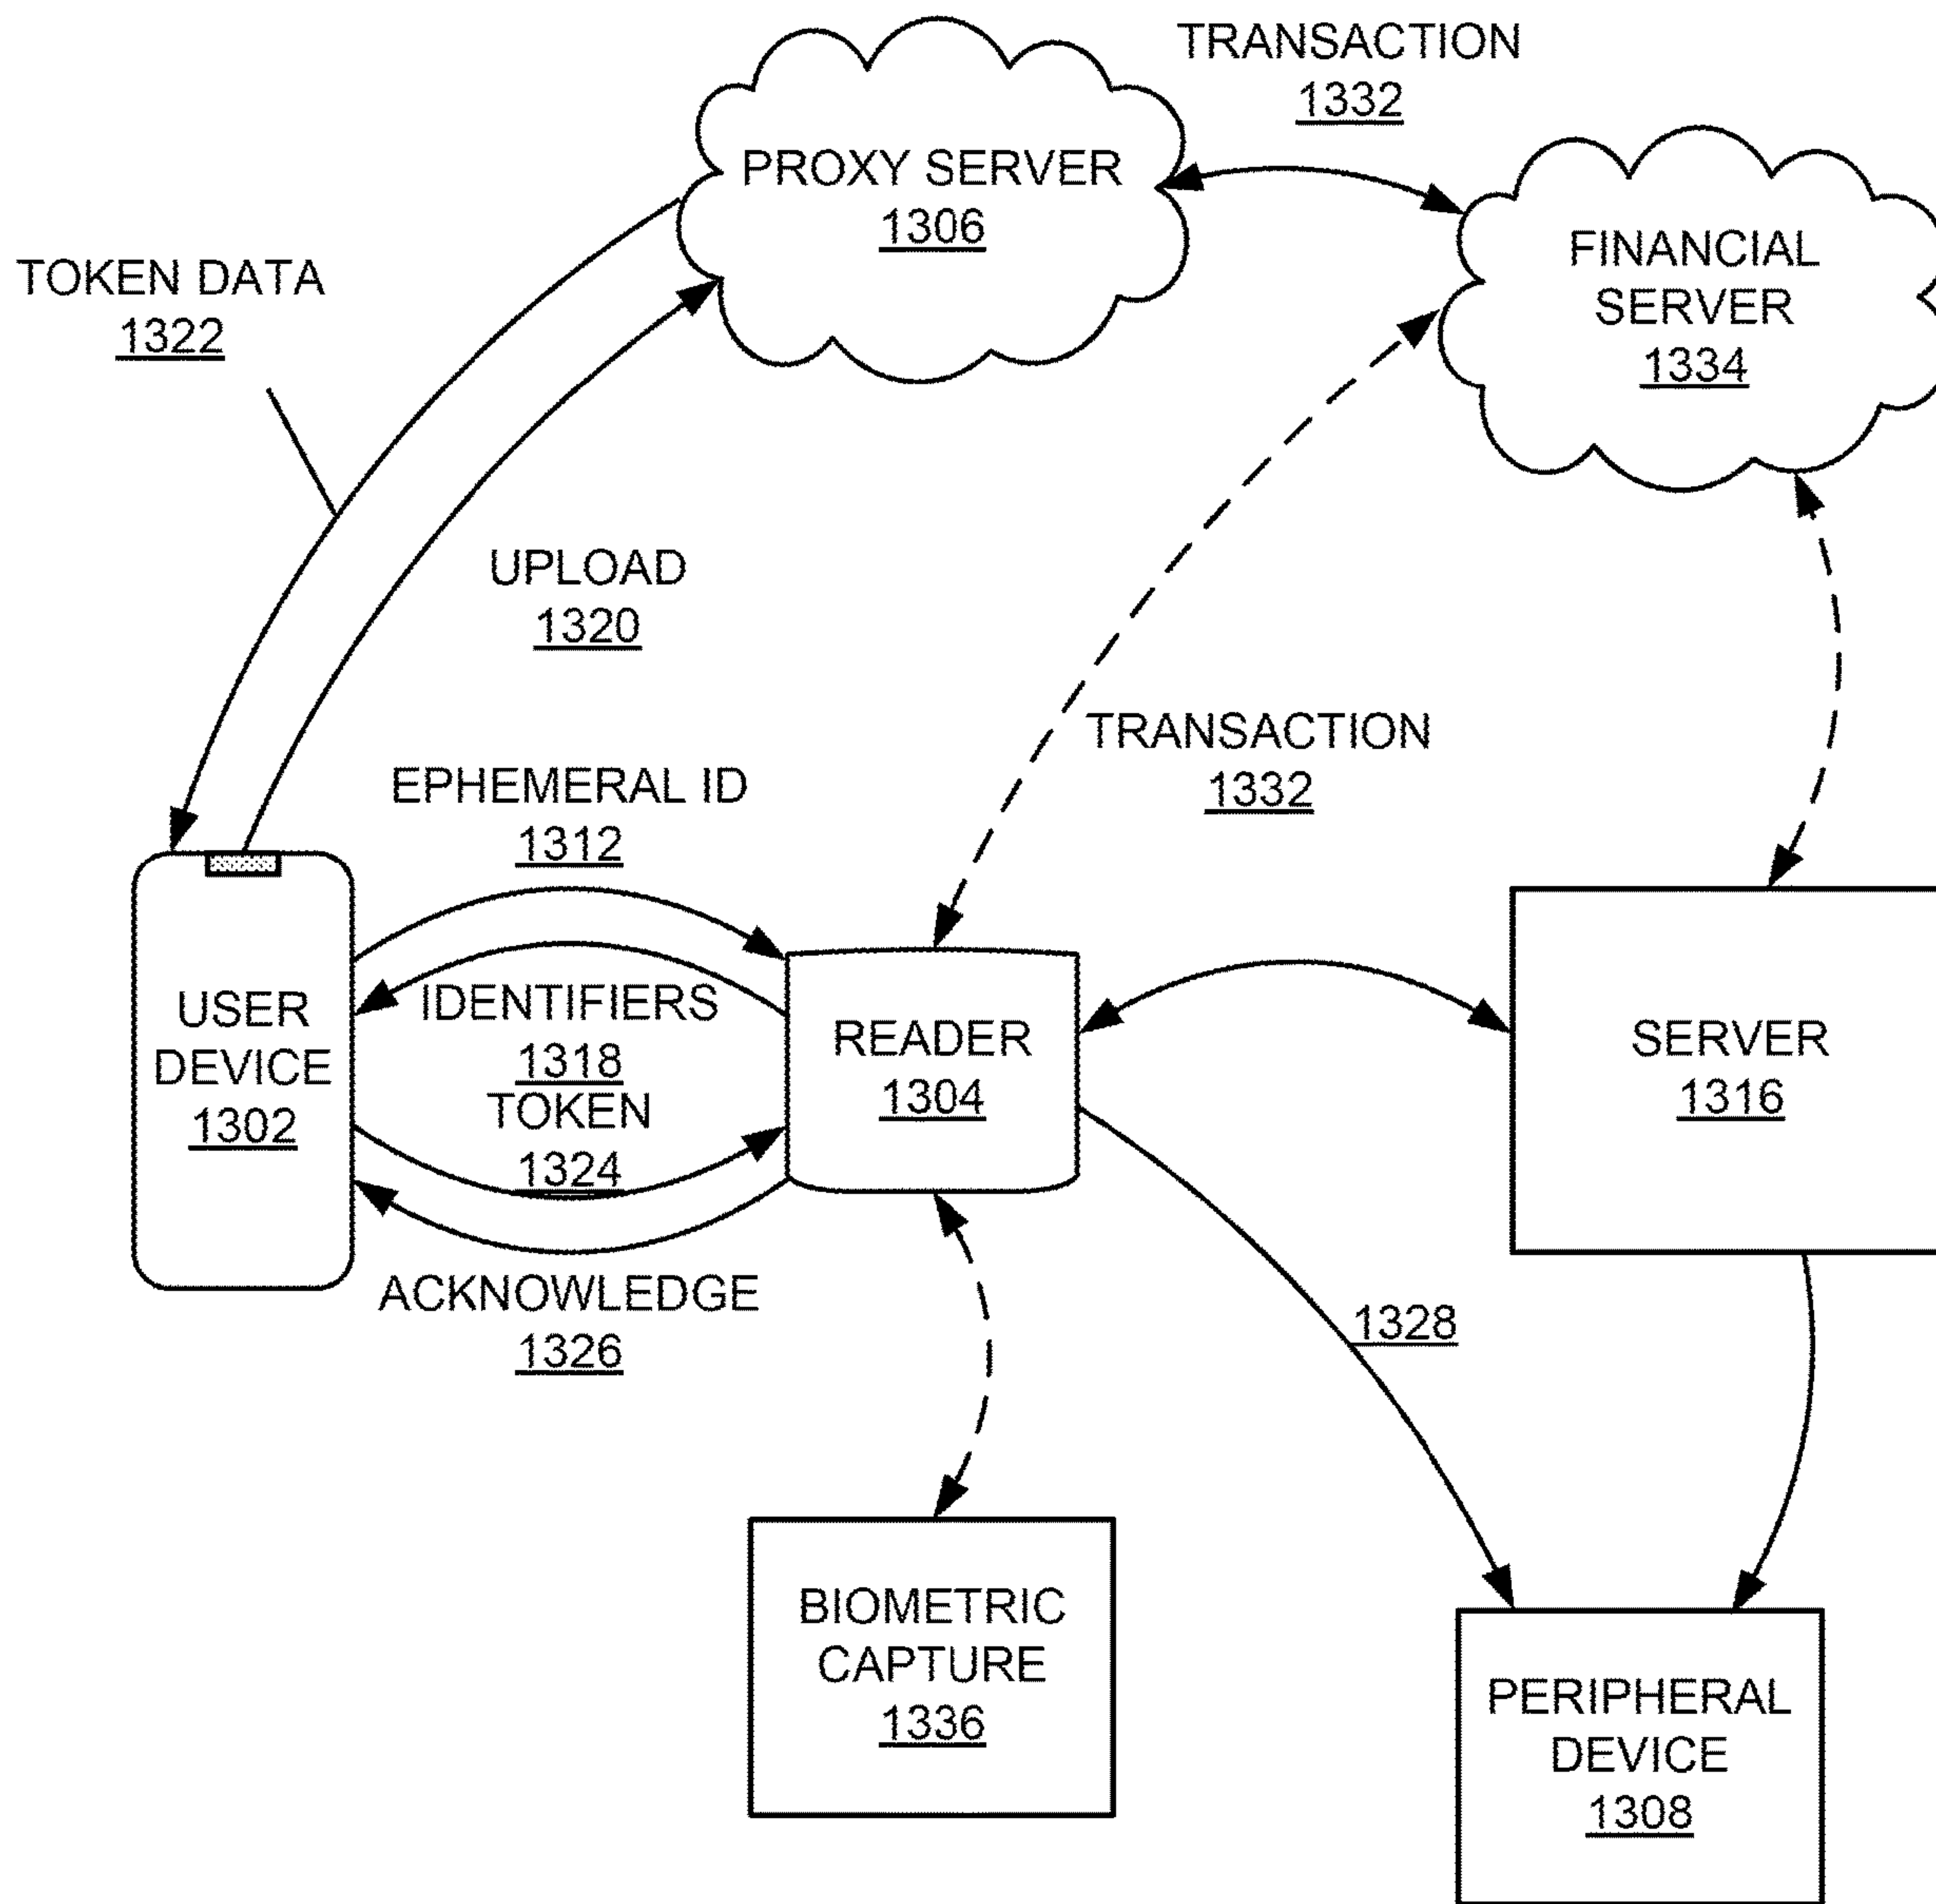 TRANSACTION
1332
PROXY SERVER
1306
FINANCIAL
SERVER
1334
TOKEN DATA
1322
UPLOAD
1320
TRANSACTION
1332
EPHEMERAL ID
1312
IDENTIFIERS
1318
TOKEN
1324
ACKNOWLEDGE
1326
USER
DEVICE
1302
READER
1304
SERVER
1316
1328
BIOMETRIC
CAPTURE
1336
PERIPHERAL
DEVICE
1308